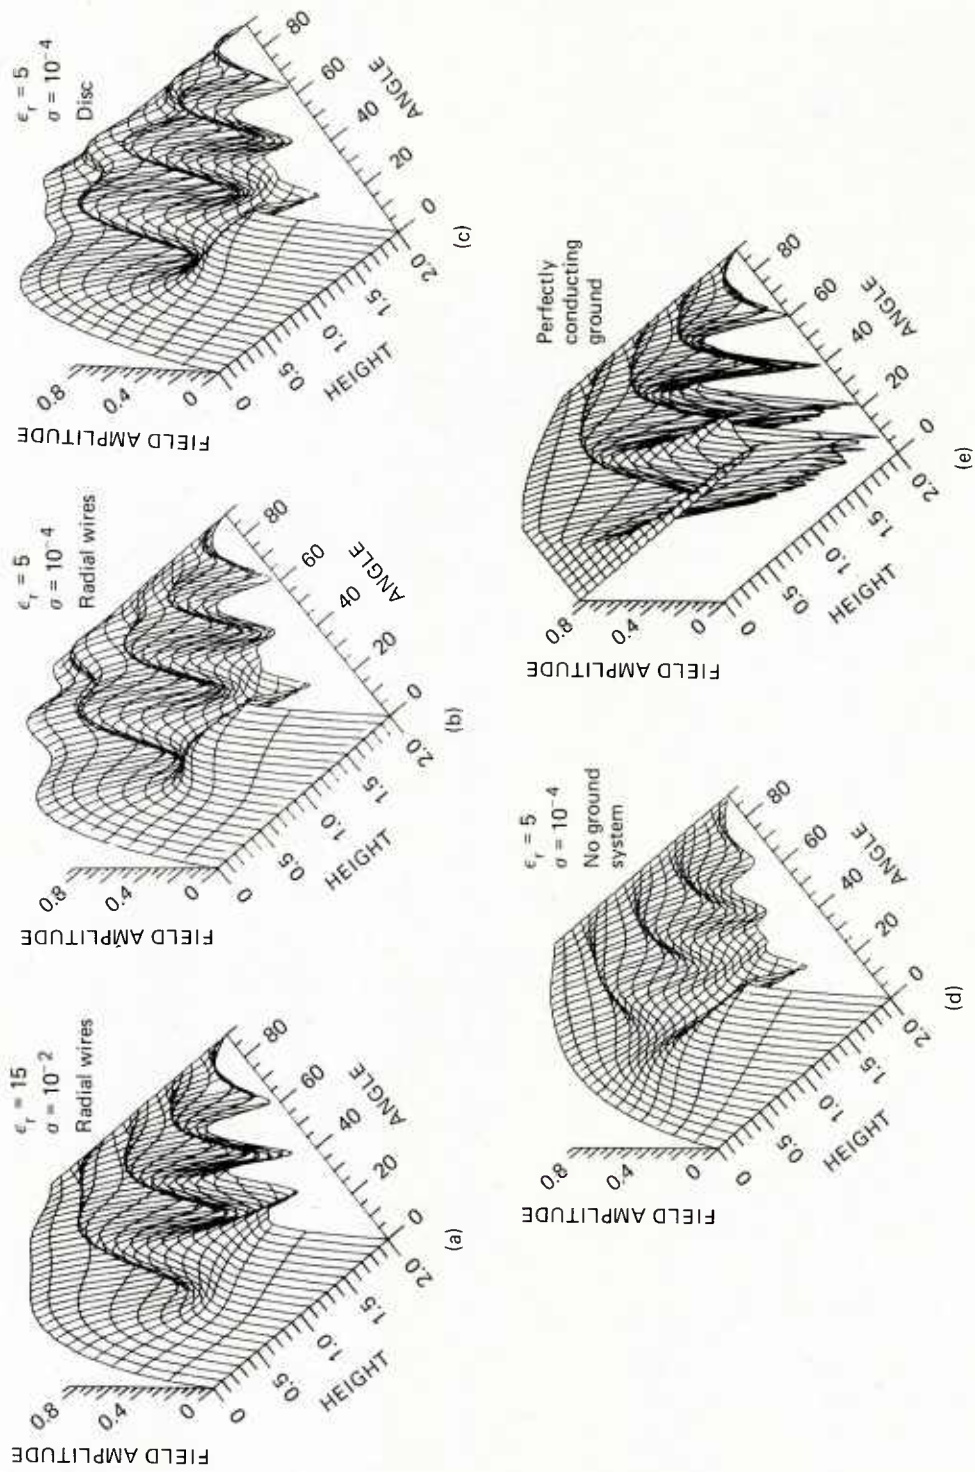 FIELD AMPLITUDE
0.8
0.4
0
0
0.5
1.0
1.5
2.0
HEIGHT
0
20
40
60
80
ANGLE
ϵr = 15
σ = 10⁻²
Radial wires
(a)
FIELD AMPLITUDE
0.8
0.4
0
0
0.5
1.0
1.5
2.0
HEIGHT
0
20
40
60
80
ANGLE
ϵr = 5
σ = 10⁻⁴
Radial wires
(b)
FIELD AMPLITUDE
0.8
0.4
0
0
0.5
1.0
1.5
2.0
HEIGHT
0
20
40
60
80
ANGLE
ϵr = 5
σ = 10⁻⁴
Disc
(c)
FIELD AMPLITUDE
0.8
0.4
0
0
0.5
1.0
1.5
2.0
HEIGHT
0
20
40
60
80
ANGLE
ϵr = 5
σ = 10⁻⁴
No ground
system
(d)
FIELD AMPLITUDE
0.8
0.4
0
0
0.5
1.0
1.5
2.0
HEIGHT
0
20
40
60
80
ANGLE
Perfectly
conducting
ground
(e)